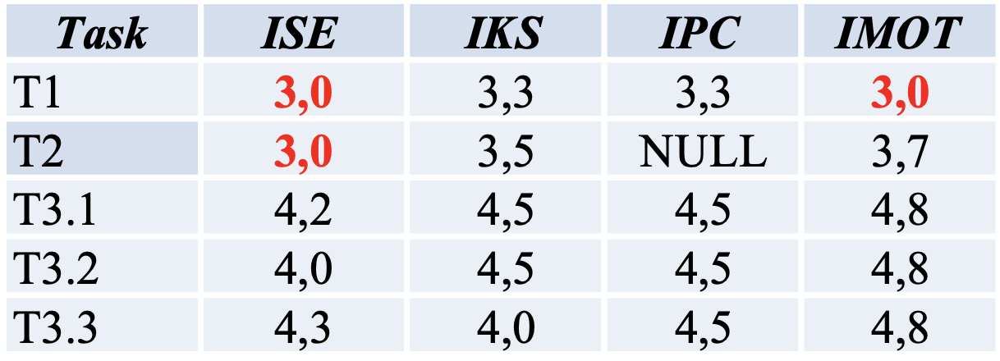 Task ISE IKS IPC IMOT
T1 3,0 3,3 3,3 3,0
T2 3,0 3,5 NULL 3,7
T3.1 4,2 4,5 4,5 4,8
T3.2 4,0 4,5 4,5 4,8
T3.3 4,3 4,0 4,5 4,8